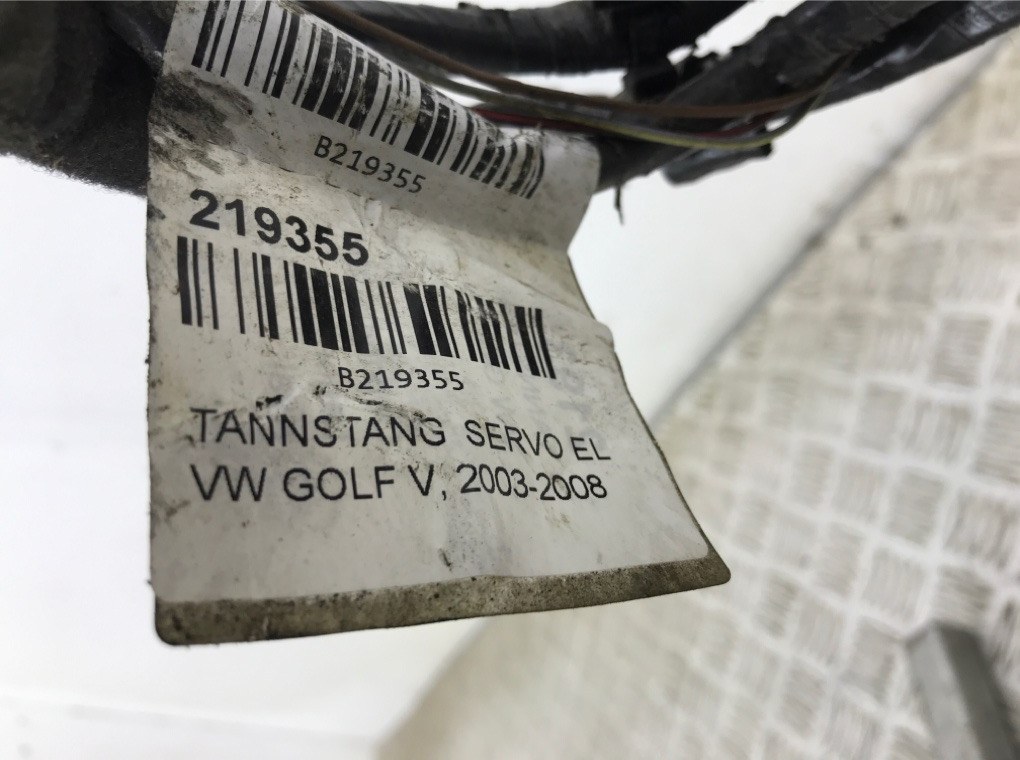 B219355
219355
B219355
TANNSTANG SERVO EL
VW GOLF V, 2003-2008